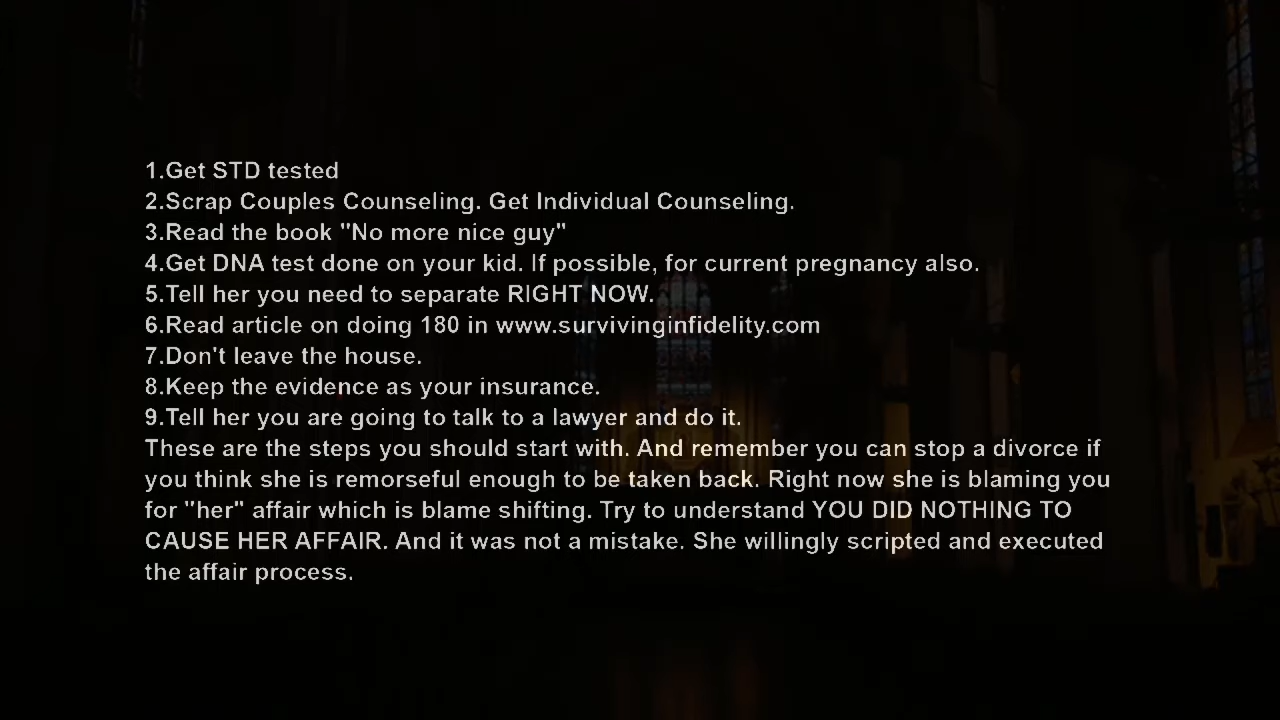 1.Get STD tested
2.Scrap Couples Counseling. Get Individual Counseling.
3.Read the book "No more nice guy"
4.Get DNA test done on your kid. If possible, for current pregnancy also.
5.Tell her you need to separate RIGHT NOW.
6.Read article on doing 180 in www.survivinginfidelity.com
7.Don't leave the house.
8.Keep the evidence as your insurance.
9.Tell her you are going to talk to a lawyer and do it.
These are the steps you should start with. And remember you can stop a divorce if
you think she is remorseful enough to be taken back. Right now she is blaming you
for "her" affair which is blame shifting. Try to understand YOU DID NOTHING TO
CAUSE HER AFFAIR. And it was not a mistake. She willingly scripted and executed
the affair process.